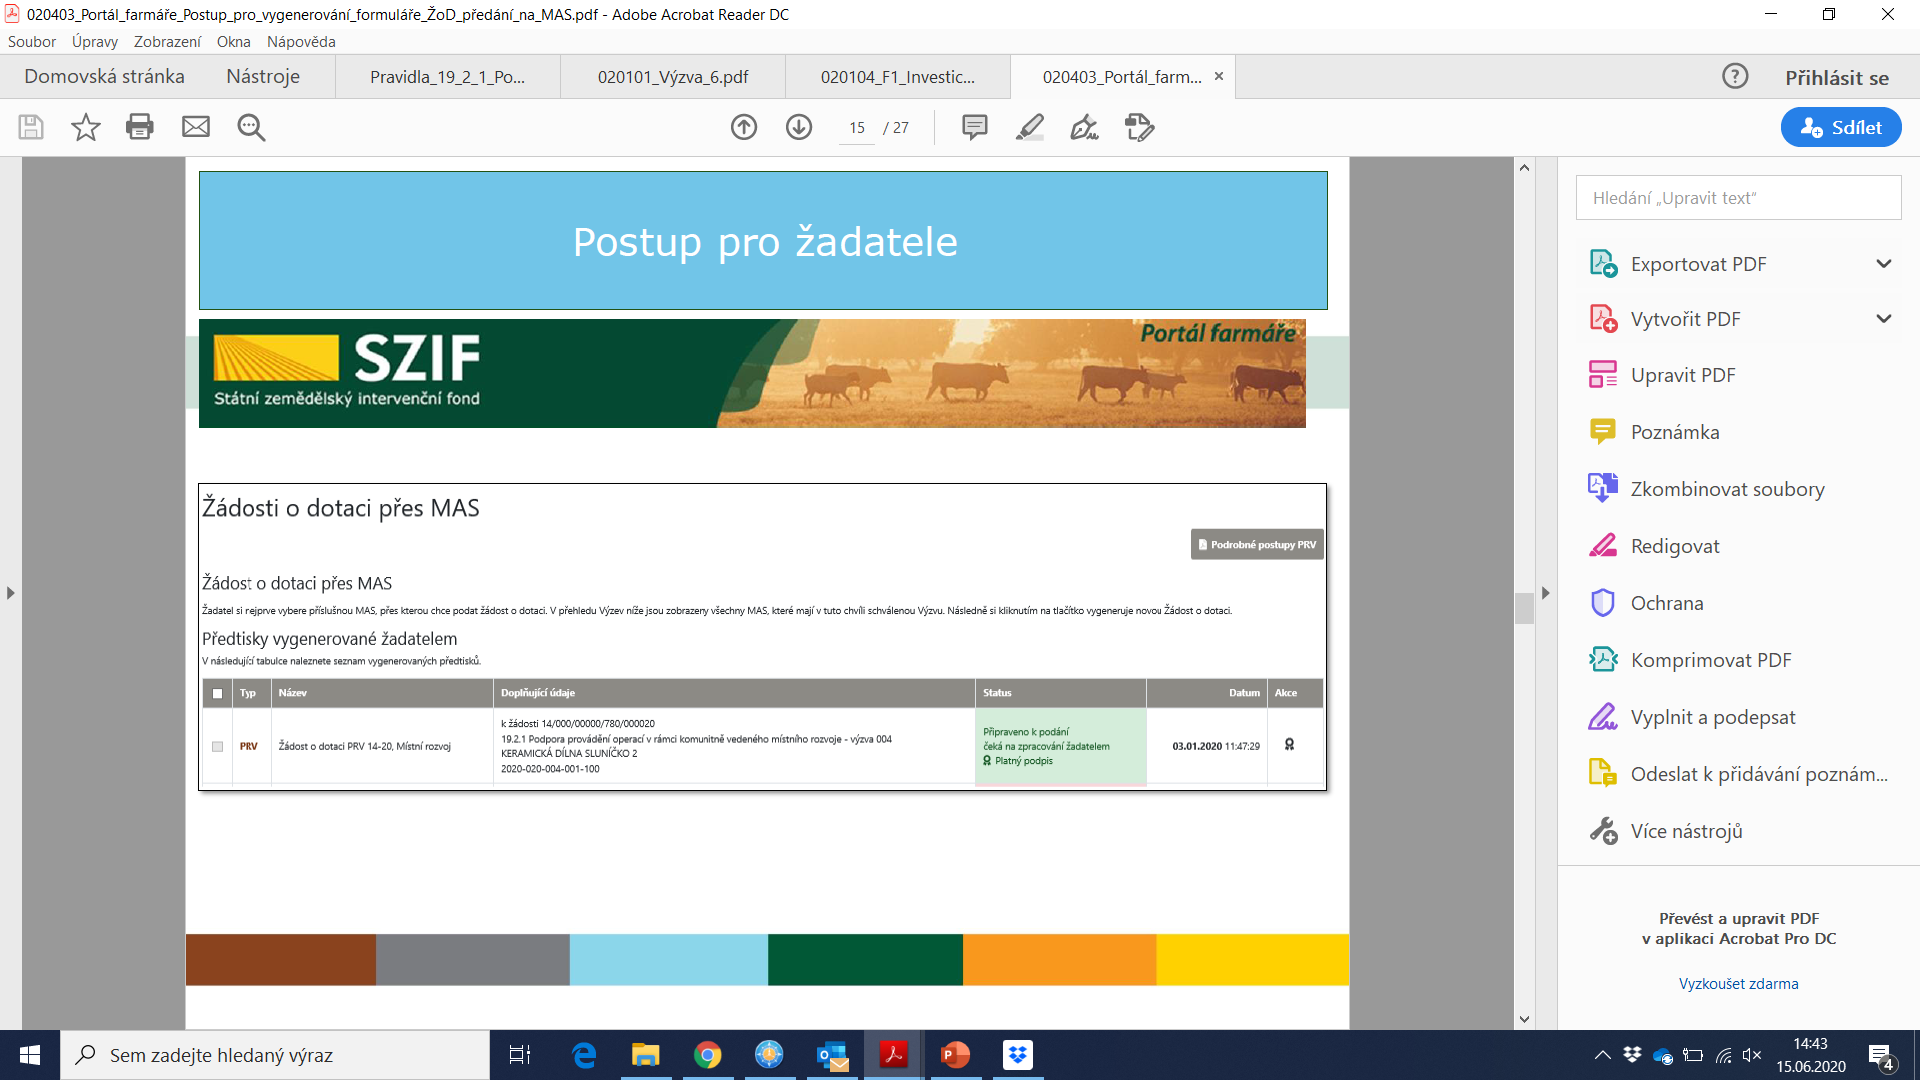 020403_Portál_farmáře_Postup_pro_vygenerování_formuláře_ŽoD_předání_na_MAS.pdf - Adobe Acrobat Reader DC
Soubor Úpravy Zobrazení Okna Nápověda
Domovská stránka Nástroje Pravidla_19_2_1_Po... 020101_Výzva_6.pdf 020104_F1_Investic... 020403_Portál_farm... × ? Přihlásit se
15 / 27 Sdílet
Postup pro žadatele
Portál farmáře
SZIF
Státní zemědělský intervenční fond
Žádosti o dotaci přes MAS
Podrobné postupy PRV
Žádost o dotaci přes MAS
Žadatel si nejprve vybere příslušnou MAS, přes kterou chce podat žádost o dotaci. V přehledu Výzev níže jsou zobrazeny všechny MAS, které mají v tuto chvíli schválenou Výzvu. Následně si kliknutím na tlačítko vygeneruje novou Žádost o dotaci.
Předtisky vygenerované žadatelem
V následující tabulce naleznete seznam vygenerovaných předtisků.
Typ Název Doplňující údaje Status Datum Akce
PRV Žádost o dotaci PRV 14-20, Místní rozvoj
k žádosti 14/000/00000/780/000020
19.2.1 Podpora provádění operací v rámci komunitně vedeného místního rozvoje - výzva 004
KERAMICKÁ DÍLNA SLUNÍČKO 2
2020-020-004-001-100
Připraveno k podání
čeká na zpracování žadatelem
Platný podpis
03.01.2020 11:47:29
Hledání „Upravit text“
Exportovat PDF
Vytvořit PDF
Upravit PDF
Poznámka
Zkombinovat soubory
Redigovat
Ochrana
Komprimovat PDF
Vyplnit a podepsat
Odeslat k přidávání poznám...
Více nástrojů
Převést a upravit PDF
v aplikaci Acrobat Pro DC
Vyzkoušet zdarma
Sem zadejte hledaný výraz
14:43
15.06.2020
4